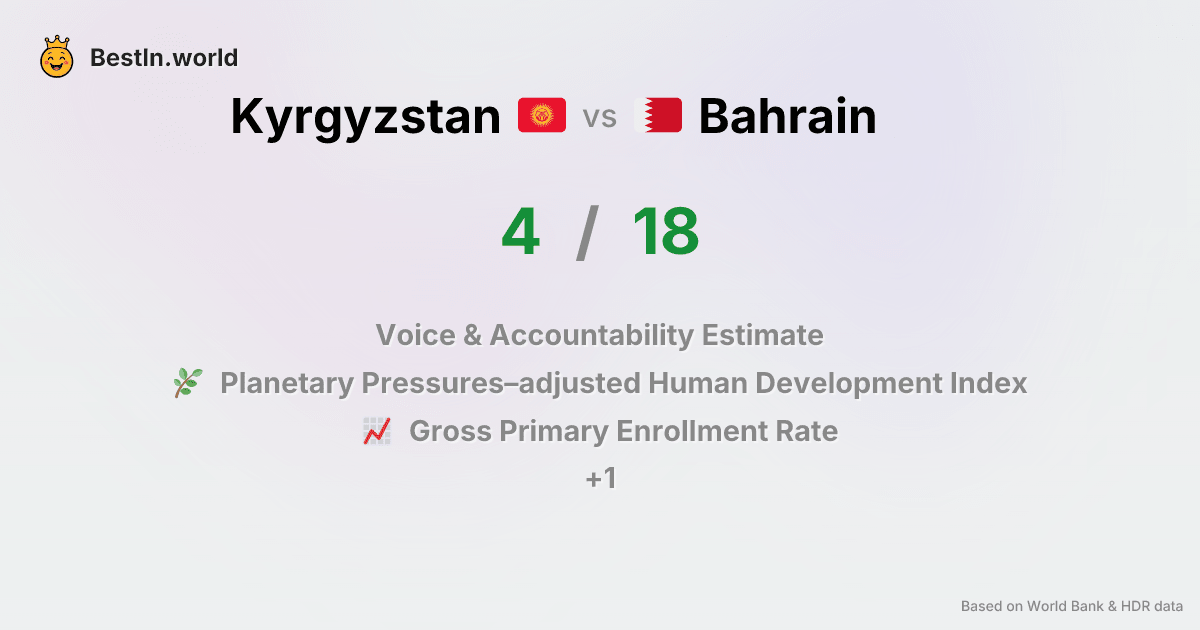 BestIn.world
Kyrgyzstan vs Bahrain
4 / 18
Voice & Accountability Estimate
Planetary Pressures–adjusted Human Development Index
Gross Primary Enrollment Rate
+1
Based on World Bank & HDR data